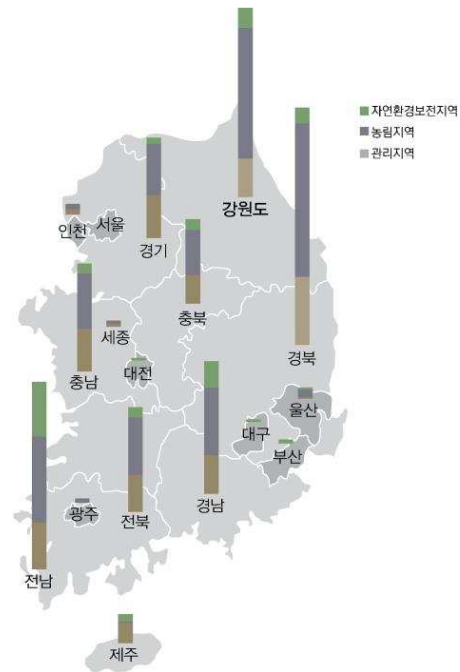 자연환경보전지역
농림지역
관리지역
강원도
인천
서울
경기
충북
세종
경북
충남
대전
울산
대구
부산
경남
전북
광주
전남
제주